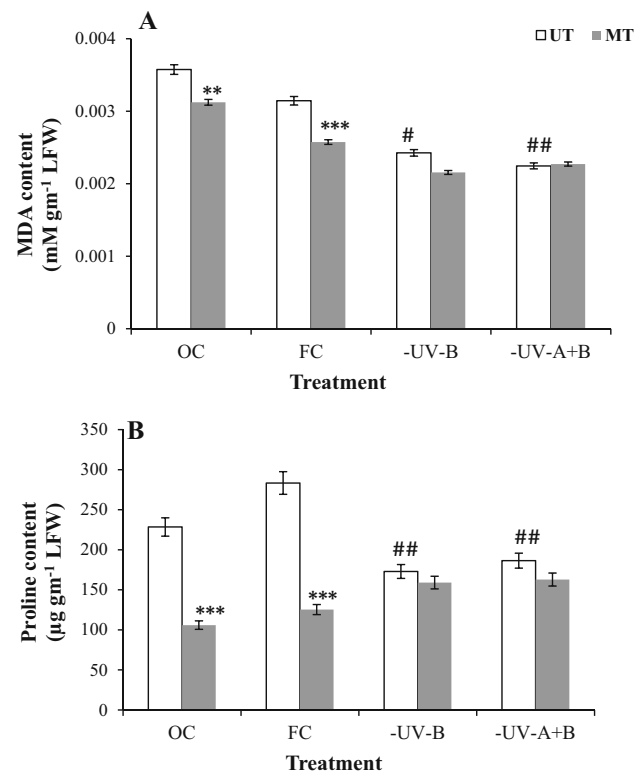 A
UT MT
0.004
0.003
0.002
0.001
0
MDA content
(mM gm⁻¹ LFW)
**
***
#
##
OC FC -UV-B -UV-A+B
Treatment
B
350
300
250
200
150
100
50
0
Proline content
(µg gm⁻¹ LFW)
***
***
##
##
OC FC -UV-B -UV-A+B
Treatment